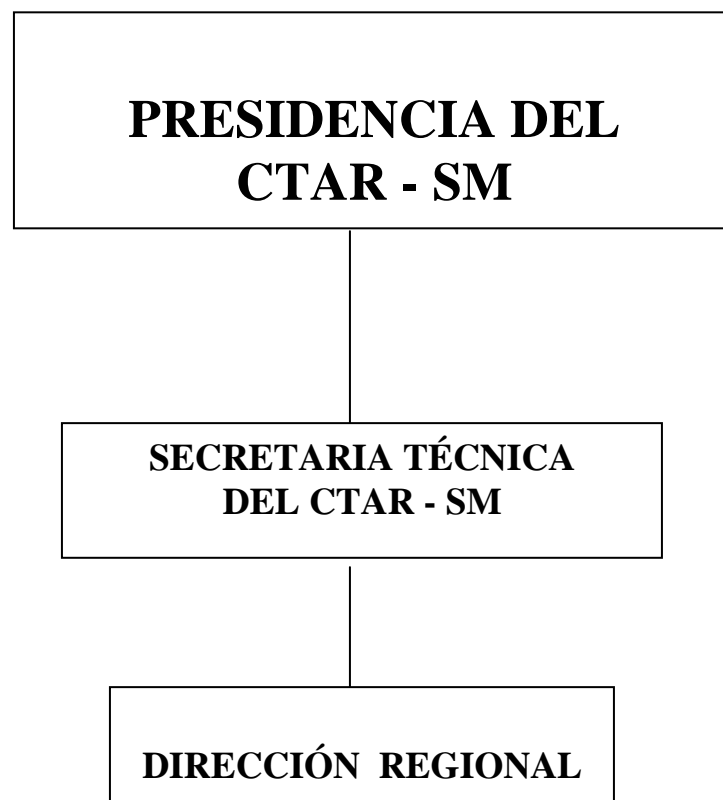 PRESIDENCIA DEL
CTAR - SM
SECRETARIA TÉCNICA
DEL CTAR - SM
DIRECCIÓN REGIONAL